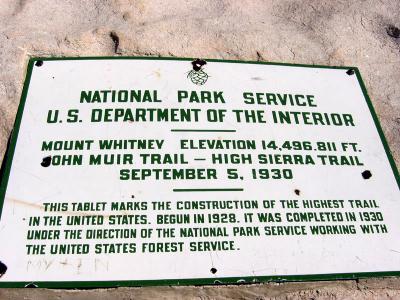 NATIONAL PARK SERVICE
U.S. DEPARTMENT OF THE INTERIOR
MOUNT WHITNEY ELEVATION 14,496.811 FT.
JOHN MUIR TRAIL — HIGH SIERRA TRAIL
SEPTEMBER 5, 1930
THIS TABLET MARKS THE CONSTRUCTION OF THE HIGHEST TRAIL
IN THE UNITED STATES. BEGUN IN 1928. IT WAS COMPLETED IN 1930
UNDER THE DIRECTION OF THE NATIONAL PARK SERVICE WORKING WITH
THE UNITED STATES FOREST SERVICE.